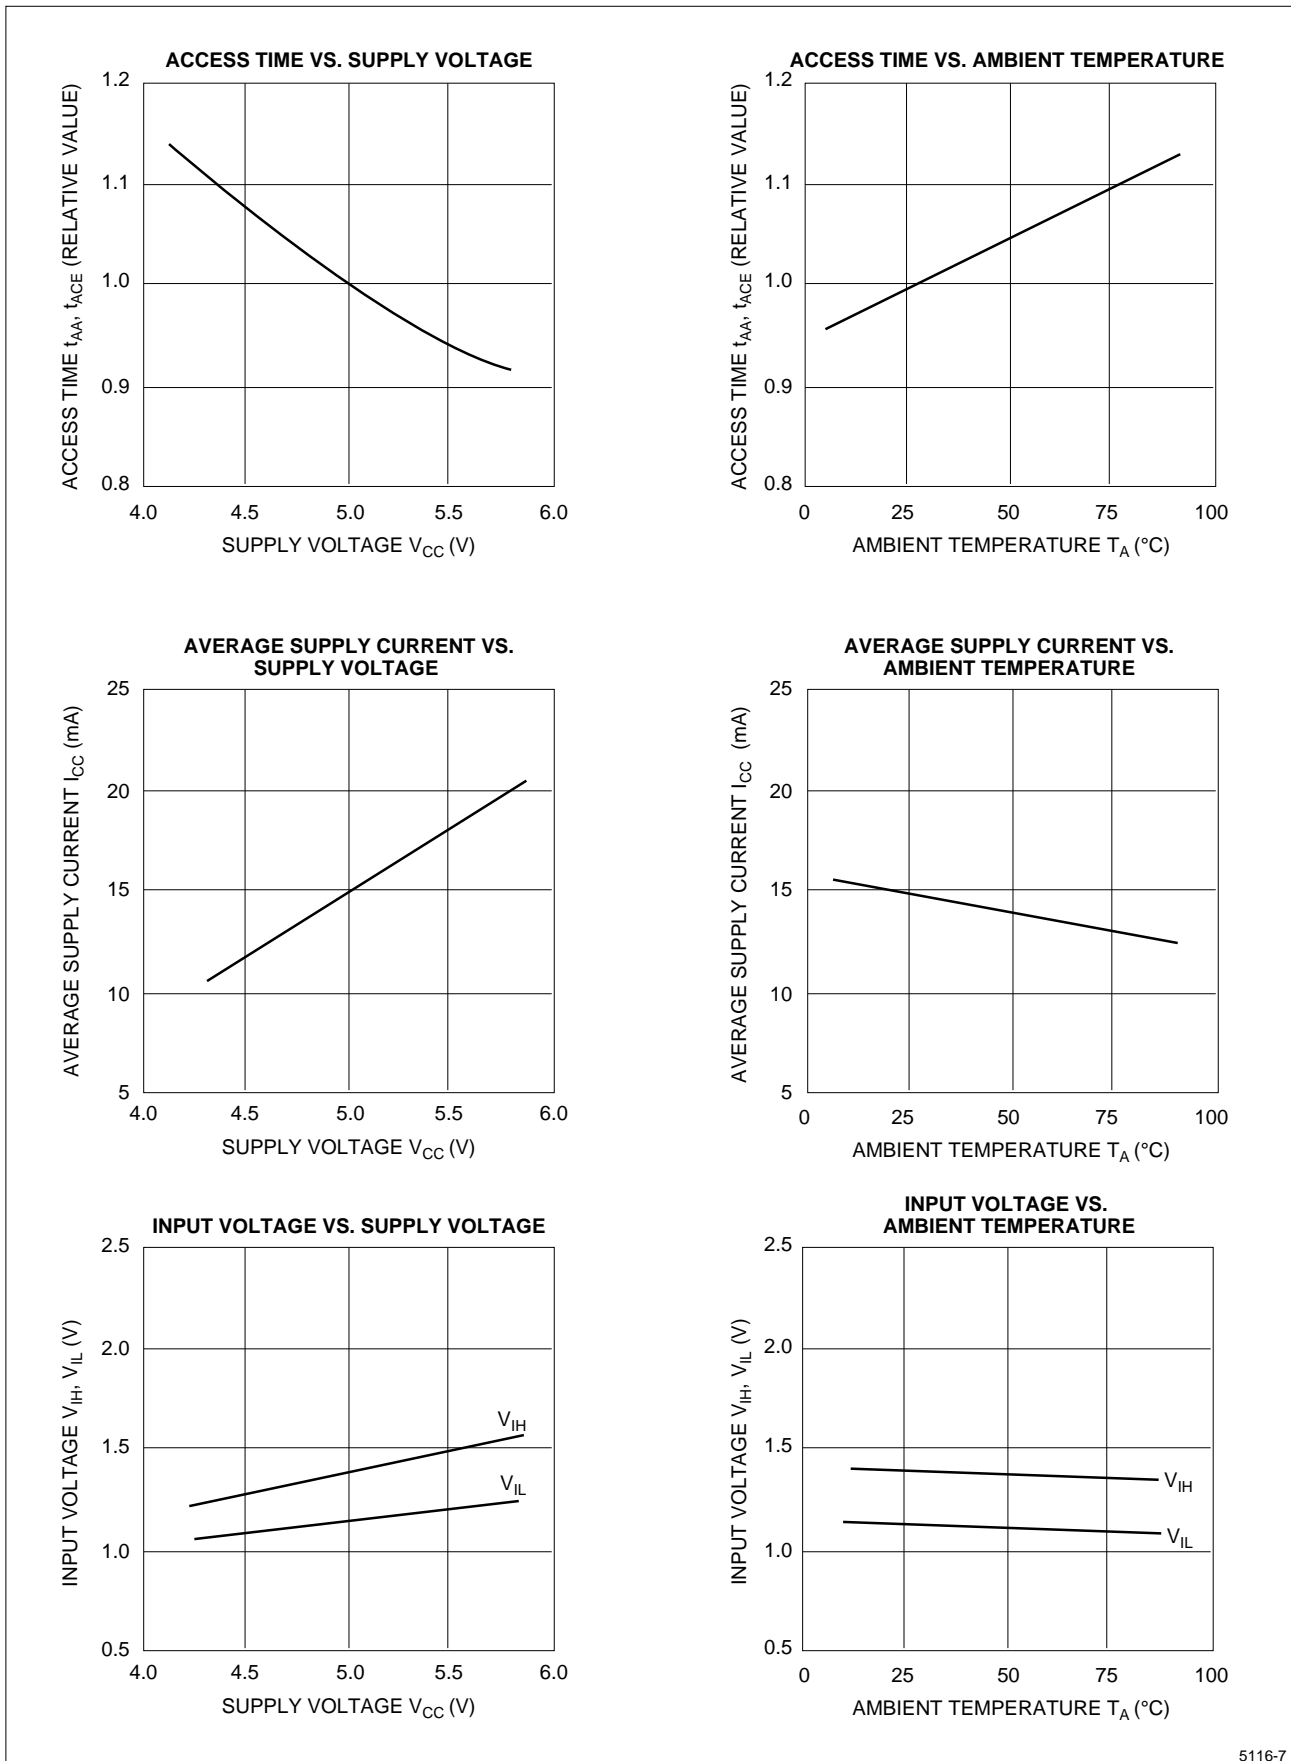 ACCESS TIME VS. SUPPLY VOLTAGE
ACCESS TIME tAA, tACE (RELATIVE VALUE)
1.2
1.1
1.0
0.9
0.8
4.0 4.5 5.0 5.5 6.0
SUPPLY VOLTAGE VCC (V)
ACCESS TIME VS. AMBIENT TEMPERATURE
ACCESS TIME tAA, tACE (RELATIVE VALUE)
1.2
1.1
1.0
0.9
0.8
0 25 50 75 100
AMBIENT TEMPERATURE TA (°C)
AVERAGE SUPPLY CURRENT VS.
SUPPLY VOLTAGE
AVERAGE SUPPLY CURRENT ICC (mA)
25
20
15
10
5
4.0 4.5 5.0 5.5 6.0
SUPPLY VOLTAGE VCC (V)
AVERAGE SUPPLY CURRENT VS.
AMBIENT TEMPERATURE
AVERAGE SUPPLY CURRENT ICC (mA)
25
20
15
10
5
0 25 50 75 100
AMBIENT TEMPERATURE TA (°C)
INPUT VOLTAGE VS. SUPPLY VOLTAGE
INPUT VOLTAGE VIH, VIL (V)
2.5
2.0
1.5
1.0
0.5
VIH
VIL
4.0 4.5 5.0 5.5 6.0
SUPPLY VOLTAGE VCC (V)
INPUT VOLTAGE VS.
AMBIENT TEMPERATURE
INPUT VOLTAGE VIH, VIL (V)
2.5
2.0
1.5
1.0
0.5
VIH
VIL
0 25 50 75 100
AMBIENT TEMPERATURE TA (°C)
5116-7